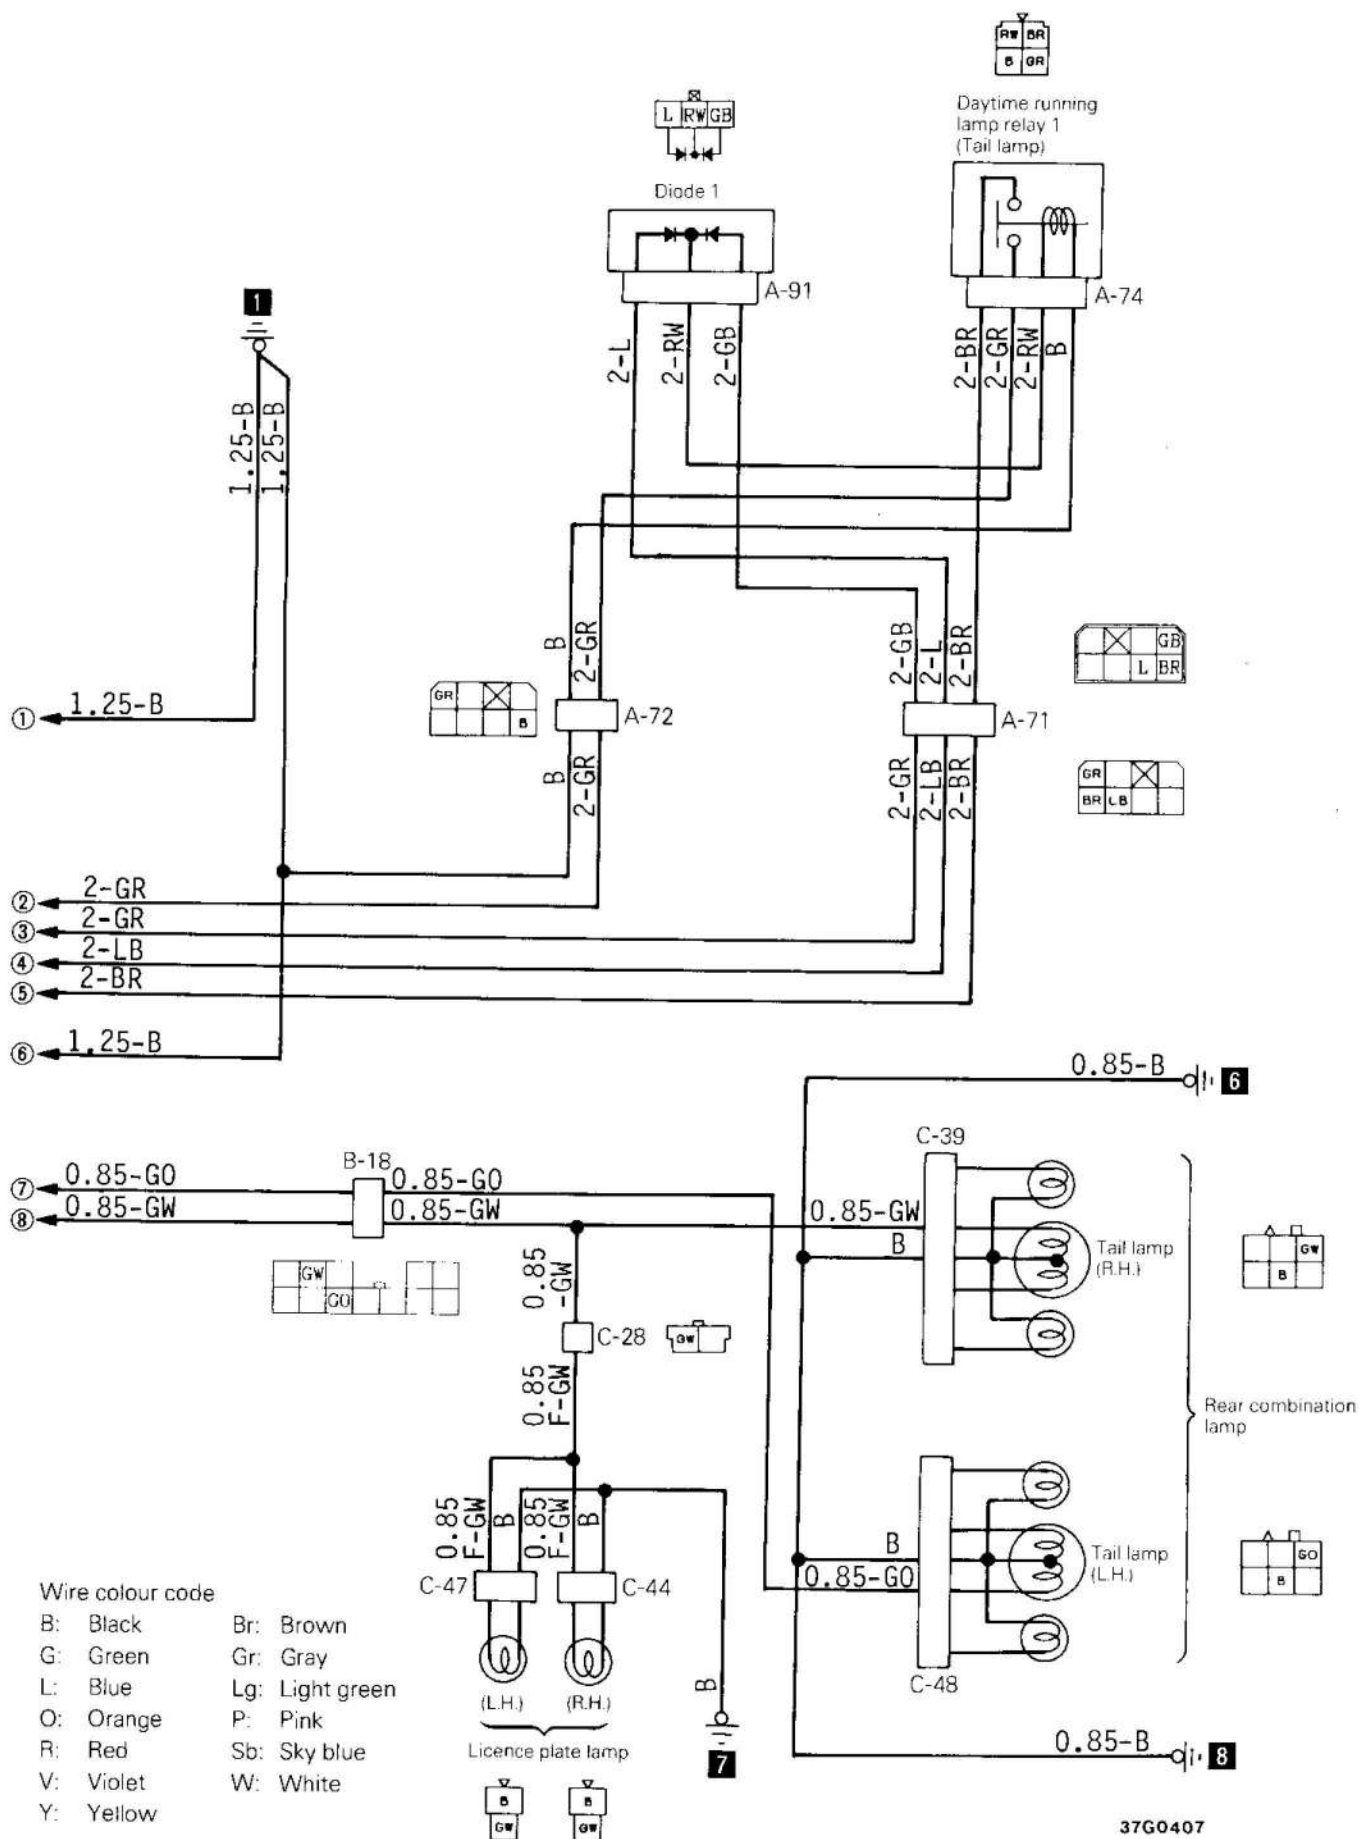 RW BR
B GR
Daytime running
lamp relay 1
(Tail lamp)
L RW GB
Diode 1
A-91
A-74
1
2-L
2-RW
2-GB
2-BR
2-GR
2-RW
B
1.25-B
1.25-B
B
2-GR
2-GB
2-L
2-BR
GB
L BR
GR
B
A-72
A-71
① 1.25-B
B
2-GR
2-GR
2-LB
2-BR
GR
BR LB
② 2-GR
③ 2-GR
④ 2-LB
⑤ 2-BR
⑥ 1.25-B
0.85-B
6
C-39
B-18
⑦ 0.85-GO
0.85-GO
⑧ 0.85-GW
0.85-GW
0.85-GW
B
Tail lamp
(R.H.)
GW
B
GW
GO
0.85
-GW
C-28
GW
0.85
F-GW
Rear combination
lamp
0.85
F-GW
B
0.85
F-GW
B
B
0.85-GO
Tail lamp
(L.H.)
GO
B
C-47
C-44
C-48
(L.H.)
(R.H.)
Licence plate lamp
B
7
0.85-B
8
B
GW
B
GW
Wire colour code
B: Black Br: Brown
G: Green Gr: Gray
L: Blue Lg: Light green
O: Orange P: Pink
R: Red Sb: Sky blue
V: Violet W: White
Y: Yellow
37G0407